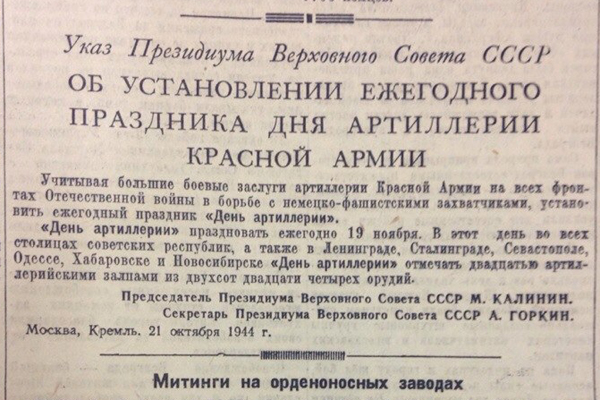 Указ Президиума Верховного Совета СССР
ОБ УСТАНОВЛЕНИИ ЕЖЕГОДНОГО
ПРАЗДНИКА ДНЯ АРТИЛЛЕРИИ
КРАСНОЙ АРМИИ
Учитывая большие боевые заслуги артиллерии Красной Армии на всех фрон-
тах Отечественной войны в борьбе с немецко-фашистскими захватчиками, устано-
вить ежегодный праздник «День артиллерии».
«День артиллерии» праздновать ежегодно 19 ноября. В этот день во всех
столицах советских республик, а также в Ленинграде, Сталинграде, Севастополе,
Одессе, Хабаровске и Новосибирске «День артиллерии» отмечать двадцатью артил-
лерийскими залпами из двухсот двадцати четырех орудий.
Председатель Президиума Верховного Совета СССР М. КАЛИНИН.
Секретарь Президиума Верховного Совета СССР А. ГОРКИН.
Москва, Кремль. 21 октября 1944 г.
Митинги на орденоносных заводах